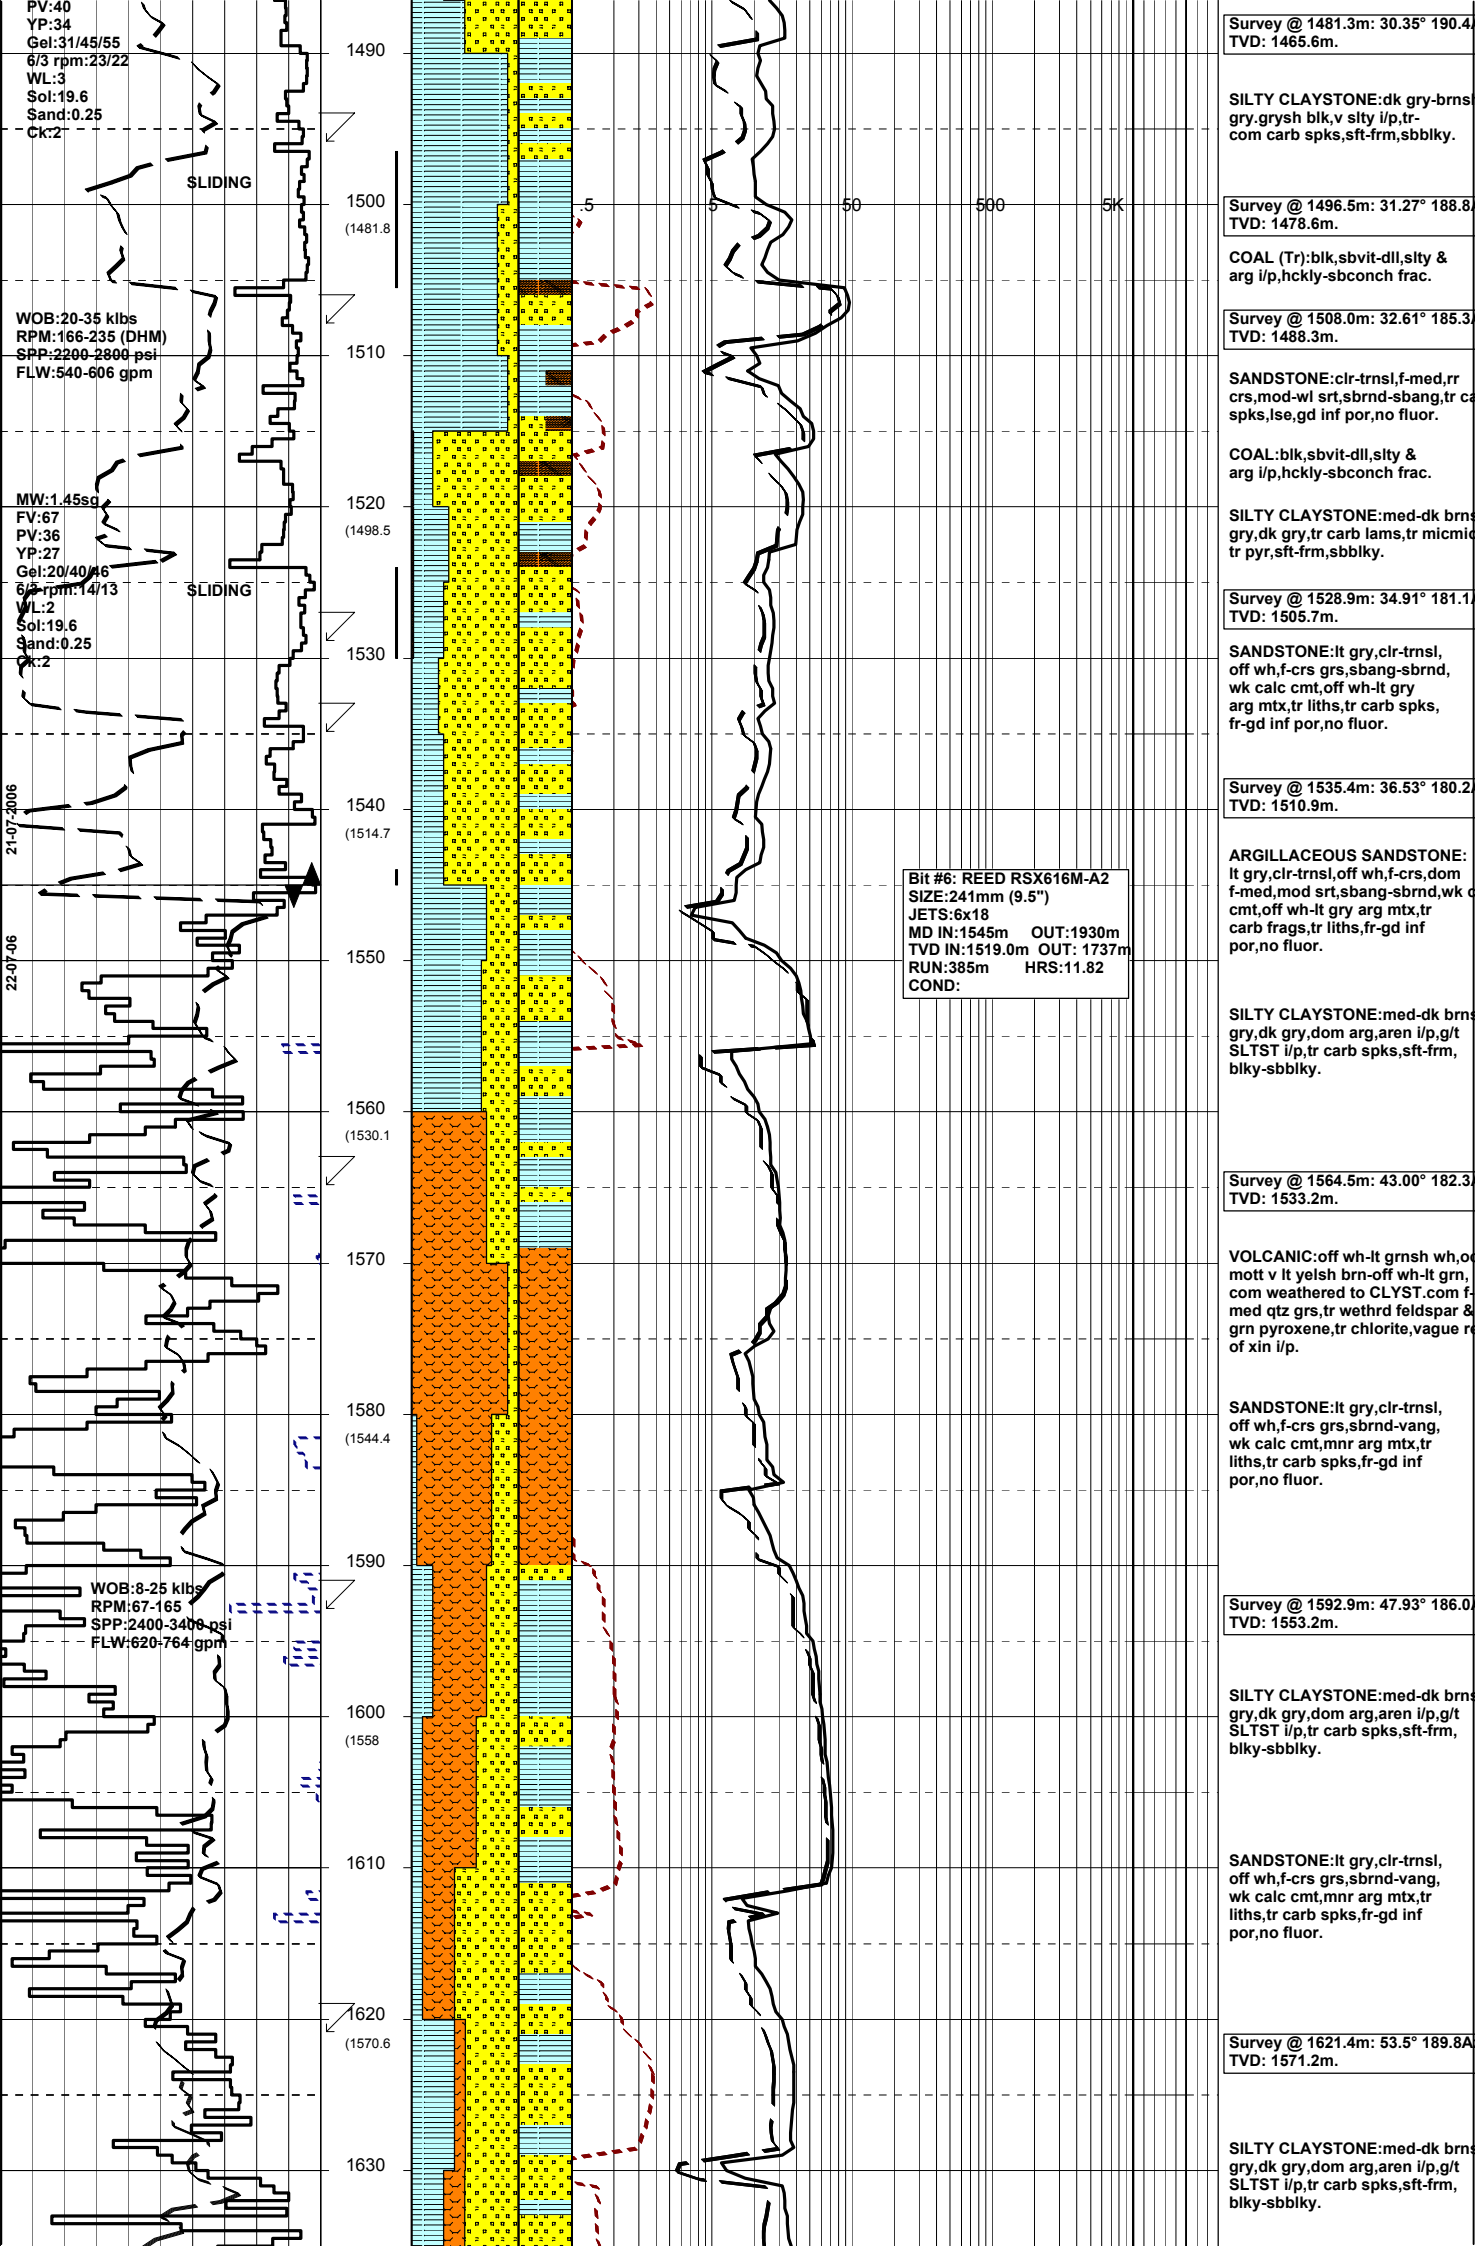 PV:40
YP:34
Gel:31/45/55
6/3 rpm:23/22
WL:3
Sol:19.6
Sand:0.25
Ck:2
SLIDING
WOB:20-35 klbs
RPM:166-235 (DHM)
SPP:2200-2800 psi
FLW:540-606 gpm
MW:1.45sg
FV:67
PV:36
YP:27
Gel:20/40/46
6/3 rpm:14/13
WL:2
Sol:19.6
Sand:0.25
Ck:2
SLIDING
21-07-2006
22-07-06
WOB:8-25 klbs
RPM:67-165
SPP:2400-3400 psi
FLW:620-764 gpm
1490
1500
(1481.8
1510
1520
(1498.5
1530
1540
(1514.7
1550
1560
(1530.1
1570
1580
(1544.4
1590
1600
(1558
1610
1620
(1570.6
1630
.5 5 50 500 5K
Bit #6: REED RSX616M-A2
SIZE:241mm (9.5")
JETS:6x18
MD IN:1545m OUT:1930m
TVD IN:1519.0m OUT: 1737m
RUN:385m HRS:11.82
COND:
Survey @ 1481.3m: 30.35° 190.4
TVD: 1465.6m.
SILTY CLAYSTONE:dk gry-brnsh
gry.grysh blk,v slty i/p,tr-
com carb spks,sft-frm,sbblky.
Survey @ 1496.5m: 31.27° 188.8
TVD: 1478.6m.
COAL (Tr):blk,sbvit-dll,slty &
arg i/p,hckly-sbconch frac.
Survey @ 1508.0m: 32.61° 185.3
TVD: 1488.3m.
SANDSTONE:clr-trnsl,f-med,rr
crs,mod-wl srt,sbrnd-sbang,tr ca
spks,lse,gd inf por,no fluor.
COAL:blk,sbvit-dll,slty &
arg i/p,hckly-sbconch frac.
SILTY CLAYSTONE:med-dk brns
gry,dk gry,tr carb lams,tr micmic
tr pyr,sft-frm,sbblky.
Survey @ 1528.9m: 34.91° 181.1
TVD: 1505.7m.
SANDSTONE:lt gry,clr-trnsl,
off wh,f-crs grs,sbang-sbrnd,
wk calc cmt,off wh-lt gry
arg mtx,tr liths,tr carb spks,
fr-gd inf por,no fluor.
Survey @ 1535.4m: 36.53° 180.2
TVD: 1510.9m.
ARGILLACEOUS SANDSTONE:
lt gry,clr-trnsl,off wh,f-crs,dom
f-med,mod srt,sbang-sbrnd,wk c
cmt,off wh-lt gry arg mtx,tr
carb frags,tr liths,fr-gd inf
por,no fluor.
SILTY CLAYSTONE:med-dk brns
gry,dk gry,dom arg,aren i/p,g/t
SLTST i/p,tr carb spks,sft-frm,
blky-sbblky.
Survey @ 1564.5m: 43.00° 182.3
TVD: 1533.2m.
VOLCANIC:off wh-lt grnsh wh,oc
mott v lt yelsh brn-off wh-lt grn,
com weathered to CLYST.com f-
med qtz grs,tr wethrd feldspar &
grn pyroxene,tr chlorite,vague re
of xin i/p.
SANDSTONE:lt gry,clr-trnsl,
off wh,f-crs grs,sbrnd-vang,
wk calc cmt,mnr arg mtx,tr
liths,tr carb spks,fr-gd inf
por,no fluor.
Survey @ 1592.9m: 47.93° 186.0
TVD: 1553.2m.
SILTY CLAYSTONE:med-dk brns
gry,dk gry,dom arg,aren i/p,g/t
SLTST i/p,tr carb spks,sft-frm,
blky-sbblky.
SANDSTONE:lt gry,clr-trnsl,
off wh,f-crs grs,sbrnd-vang,
wk calc cmt,mnr arg mtx,tr
liths,tr carb spks,fr-gd inf
por,no fluor.
Survey @ 1621.4m: 53.5° 189.8A
TVD: 1571.2m.
SILTY CLAYSTONE:med-dk brns
gry,dk gry,dom arg,aren i/p,g/t
SLTST i/p,tr carb spks,sft-frm,
blky-sbblky.